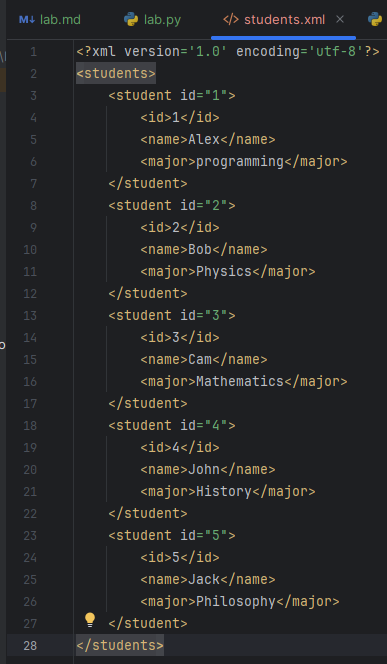 lab.md lab.py students.xml
1 <?xml version='1.0' encoding='utf-8'?>
2 <students>
3 <student id="1">
4 <id>1</id>
5 <name>Alex</name>
6 <major>programming</major>
7 </student>
8 <student id="2">
9 <id>2</id>
10 <name>Bob</name>
11 <major>Physics</major>
12 </student>
13 <student id="3">
14 <id>3</id>
15 <name>Cam</name>
16 <major>Mathematics</major>
17 </student>
18 <student id="4">
19 <id>4</id>
20 <name>John</name>
21 <major>History</major>
22 </student>
23 <student id="5">
24 <id>5</id>
25 <name>Jack</name>
26 <major>Philosophy</major>
27 </student>
28 </students>